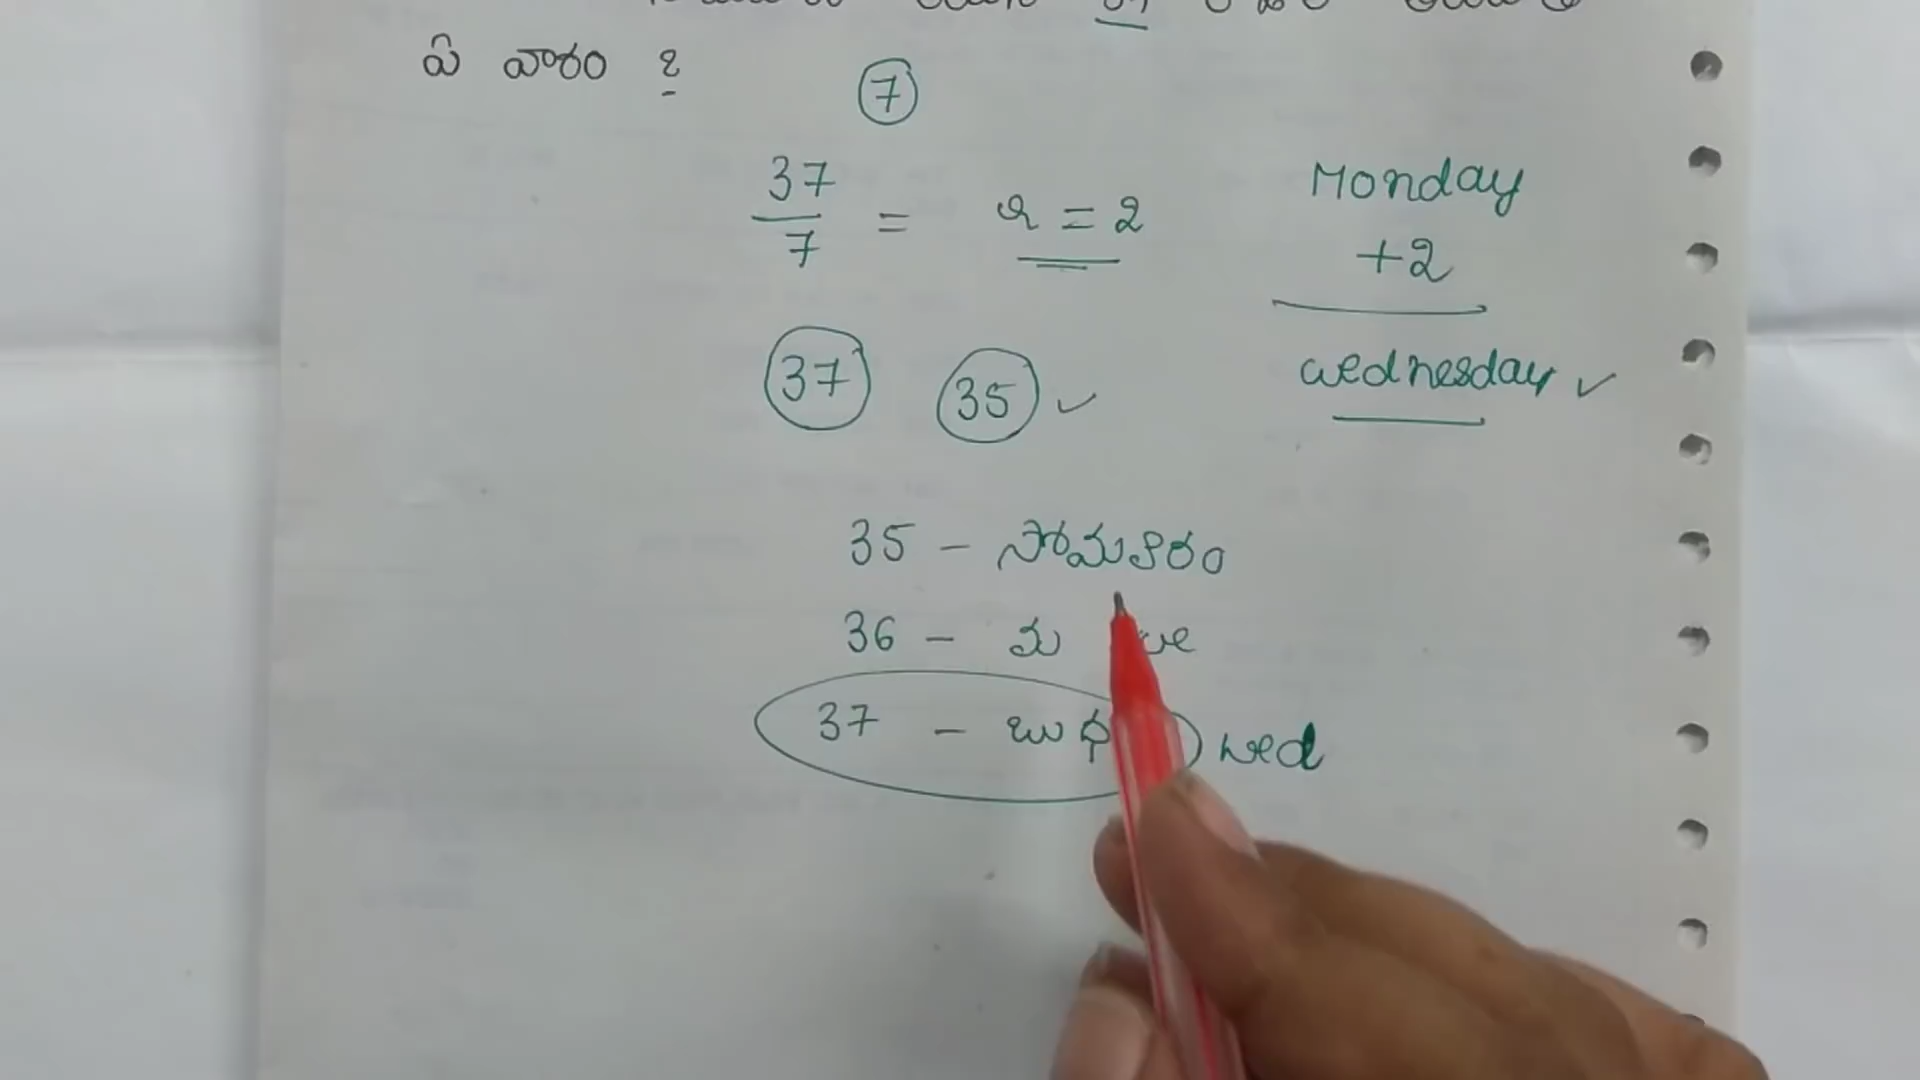 ఏ వారం ?
7
37/7 = r = 2
Monday
+2
Wednesday ✓
37 35 ✓
35 - సోమవారం
36 - మ
37 - బుధ wed